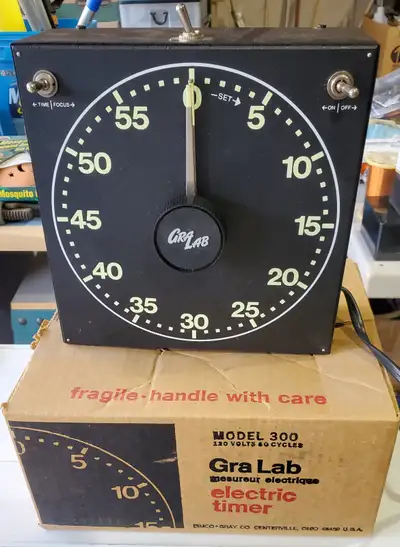 ← TIME | FOCUS →
← ON | OFF →
0
—SET→
5
10
15
20
25
30
35
40
45
50
55
GRA LAB
Mosquito
fragile-handle with care
MODEL 300
120 VOLTS 60 CYCLES
Gra Lab
mesureur electrique
electric
timer
DIMCO-GRAY CO. CENTERVILLE, OHIO 45459 U.S.A.
5
10
15